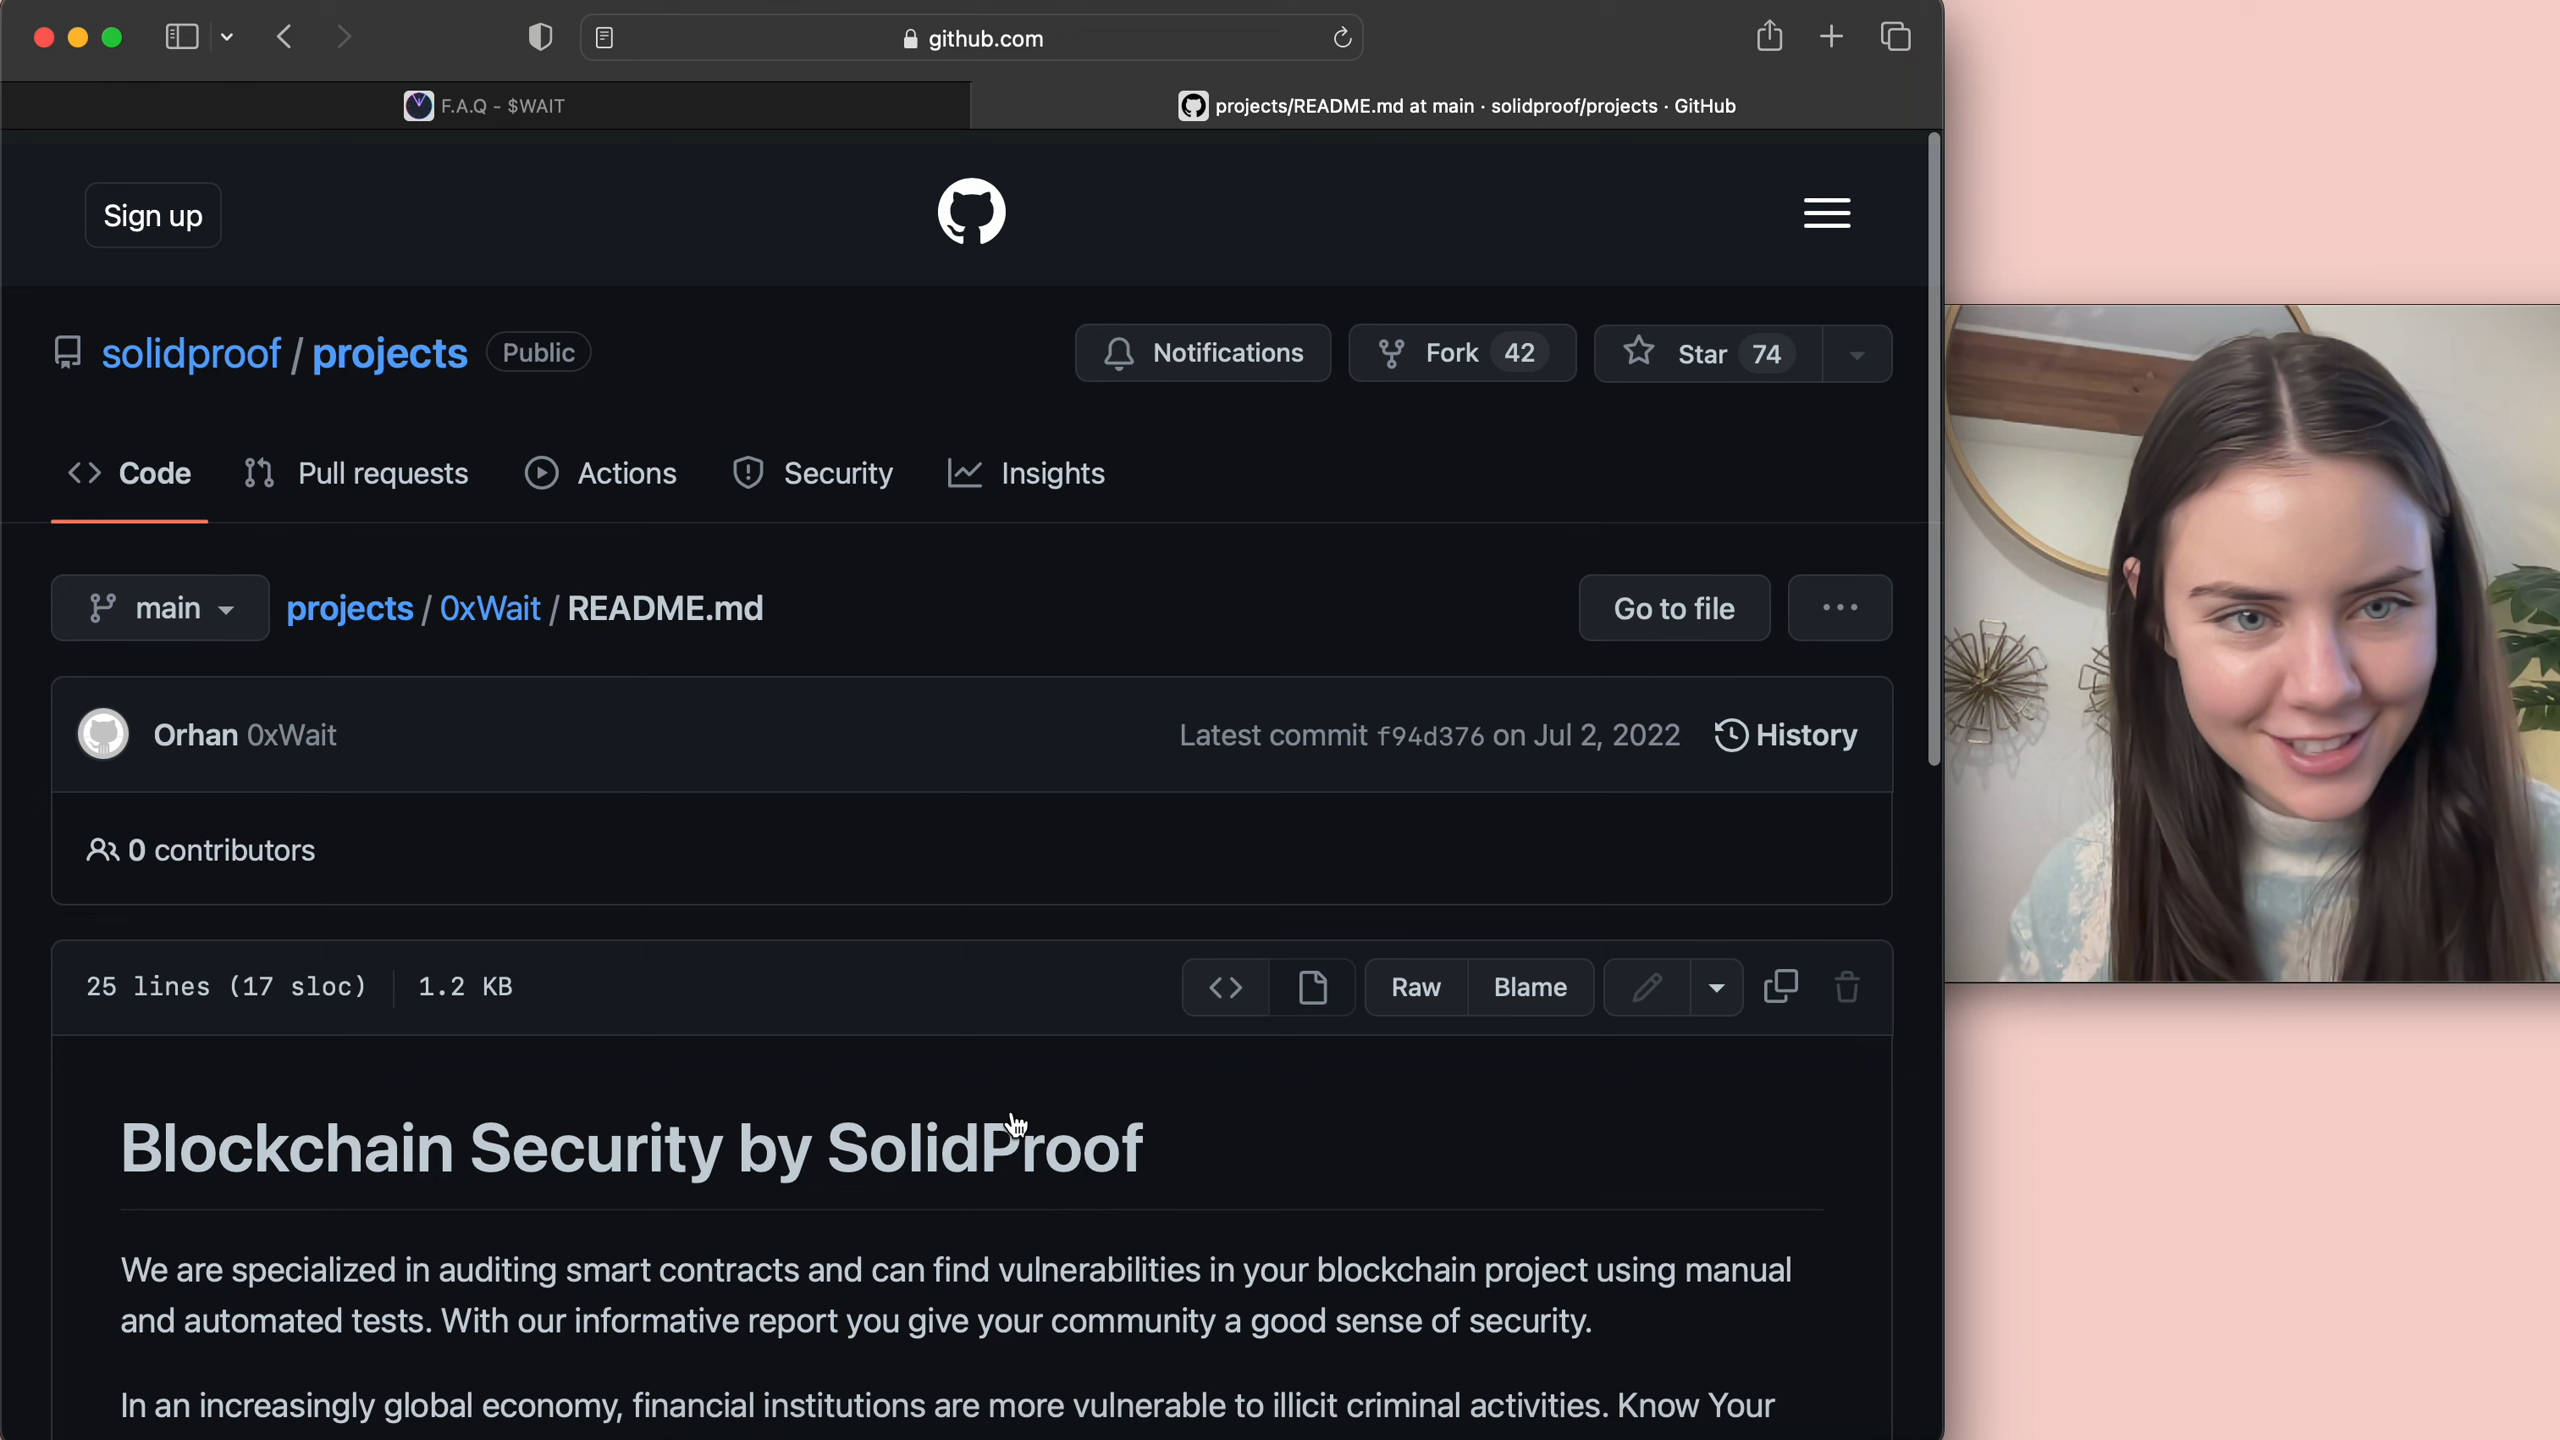 github.com
F.A.Q - $WAIT
projects/README.md at main · solidproof/projects · GitHub
Sign up
solidproof / projects Public
Notifications
Fork 42
Star 74
Code
Pull requests
Actions
Security
Insights
main
projects / 0xWait / README.md
Go to file
Orhan 0xWait
Latest commit f94d376 on Jul 2, 2022
History
0 contributors
25 lines (17 sloc)
1.2 KB
Raw
Blame
Blockchain Security by SolidProof
We are specialized in auditing smart contracts and can find vulnerabilities in your blockchain project using manual
and automated tests. With our informative report you give your community a good sense of security.
In an increasingly global economy, financial institutions are more vulnerable to illicit criminal activities. Know Your